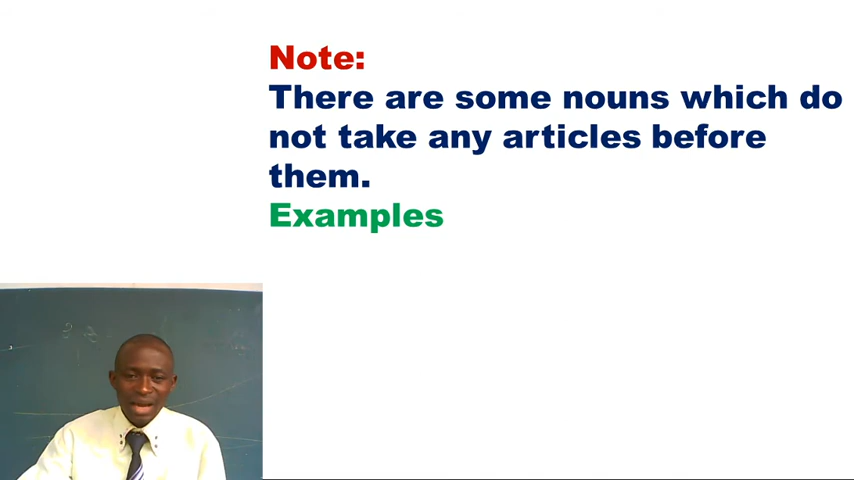 Note:
There are some nouns which do
not take any articles before
them.
Examples